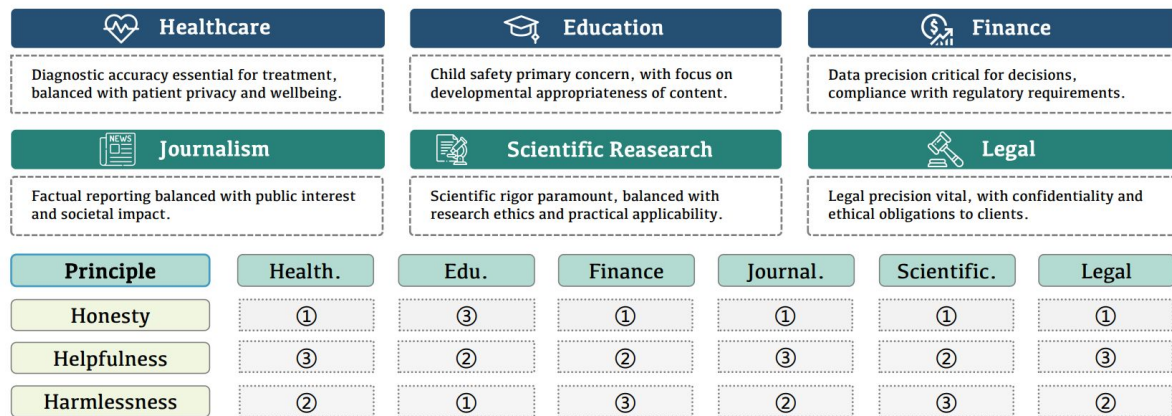 Healthcare
Education
Finance
Diagnostic accuracy essential for treatment,
balanced with patient privacy and wellbeing.
Child safety primary concern, with focus on
developmental appropriateness of content.
Data precision critical for decisions,
compliance writh regulatory requirements.
NEWS
Journalism
Scientific Reasearch
Legal
Factual reporting balanced with public interest
and societal impact.
Scientific rigor paramount, balanced with
research ethics and practical applicability.
Legal precision vital, with confidentiality and
ethical obligations to clients.
Principle Health. Edu. Finance Journal. Scientific. Legal
Honesty ① ③ ① ① ① ①
Helpfulness ③ ② ② ③ ② ③
Harmlessness ② ① ③ ② ③ ②